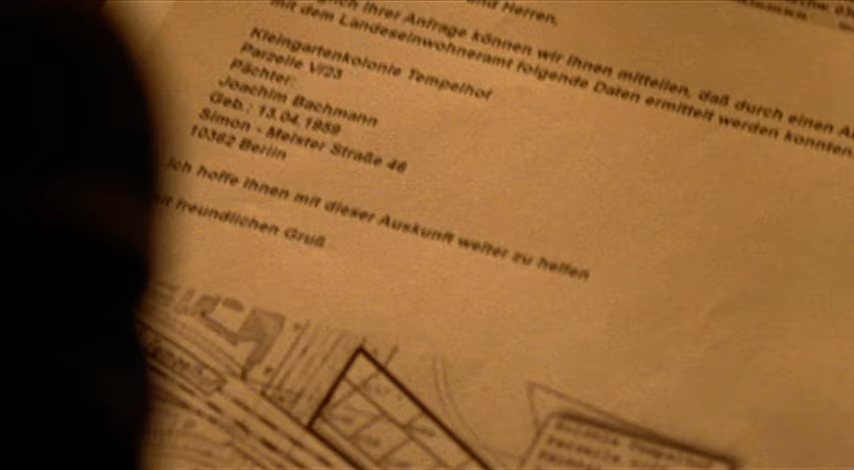 und Herren,
Ihrer Anfrage können wir Ihnen mitteilen, daß durch einen
mit dem Landeseinwohneramt folgende Daten ermittelt werden konnten
Kleingartenkolonie Tempelhof
Parzelle VI/23
Pächter:
Joachim Bachmann
Geb.: 13.04.1959
Simon - Meister Straße 46
10362 Berlin
Ich hoffe Ihnen mit dieser Auskunft weiter zu helfen
freundlichen Gruß